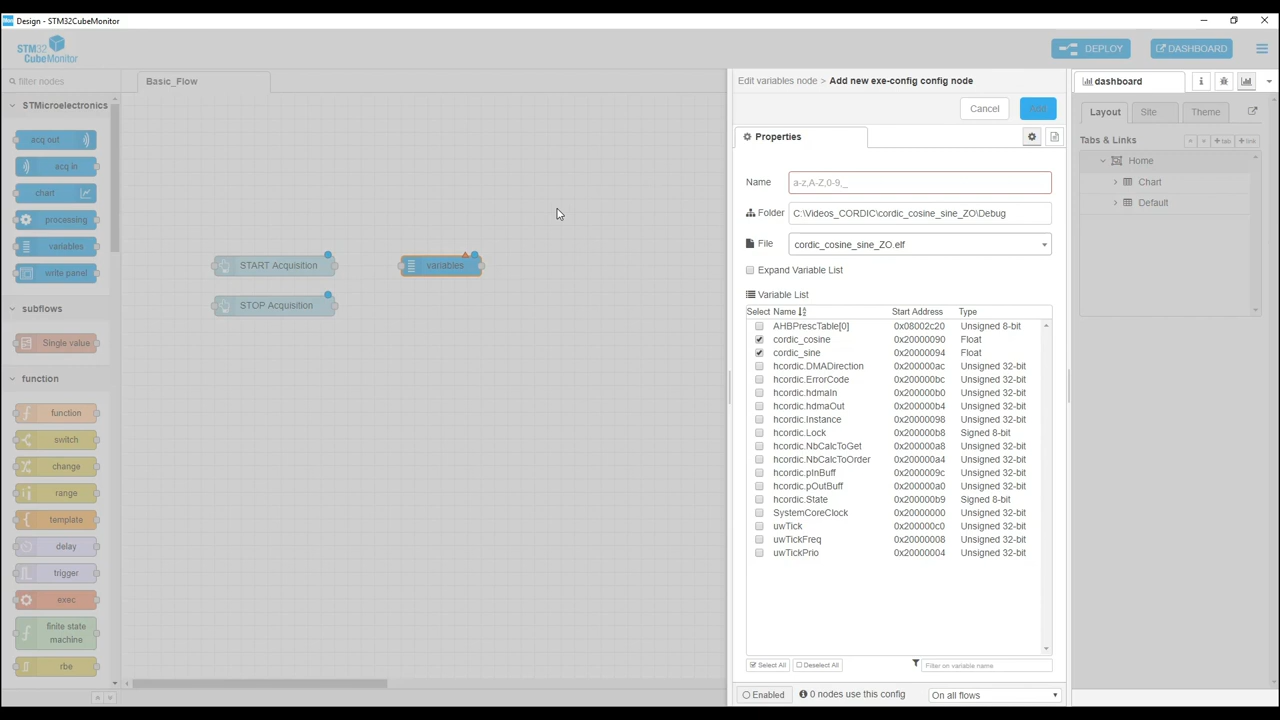 Design - STM32CubeMonitor
STM32
CubeMonitor
DEPLOY
DASHBOARD
filter nodes
Basic_Flow
STMicroelectronics
acq out
acq in
chart
processing
variables
write panel
subflows
Single value
function
function
switch
change
range
template
delay
trigger
exec
finite state
machine
rbe
START Acquisition
variables
STOP Acquisition
Edit variables node > Add new exe-config config node
Cancel
Properties
Name a-z,A-Z,0-9,_
Folder C:\Videos_CORDIC\cordic_cosine_sine_ZO\Debug
File cordic_cosine_sine_ZO.elf
Expand Variable List
Variable List
Select Name Start Address Type
AHBPrescTable[0] 0x08002c20 Unsigned 8-bit
cordic_cosine 0x20000090 Float
cordic_sine 0x20000094 Float
hcordic.DMADirection 0x200000ac Unsigned 32-bit
hcordic.ErrorCode 0x200000bc Unsigned 32-bit
hcordic.hdmaIn 0x200000b0 Unsigned 32-bit
hcordic.hdmaOut 0x200000b4 Unsigned 32-bit
hcordic.Instance 0x20000098 Unsigned 32-bit
hcordic.Lock 0x200000b8 Signed 8-bit
hcordic.NbCalcToGet 0x200000a8 Unsigned 32-bit
hcordic.NbCalcToOrder 0x200000a4 Unsigned 32-bit
hcordic.pInBuff 0x2000009c Unsigned 32-bit
hcordic.pOutBuff 0x200000a0 Unsigned 32-bit
hcordic.State 0x200000b9 Signed 8-bit
SystemCoreClock 0x20000000 Unsigned 32-bit
uwTick 0x200000c0 Unsigned 32-bit
uwTickFreq 0x20000008 Unsigned 32-bit
uwTickPrio 0x20000004 Unsigned 32-bit
Select All Deselect All Filter on variable name
Enabled 0 nodes use this config On all flows
dashboard
Layout Site Theme
Tabs & Links
+tab +link
Home
Chart
Default